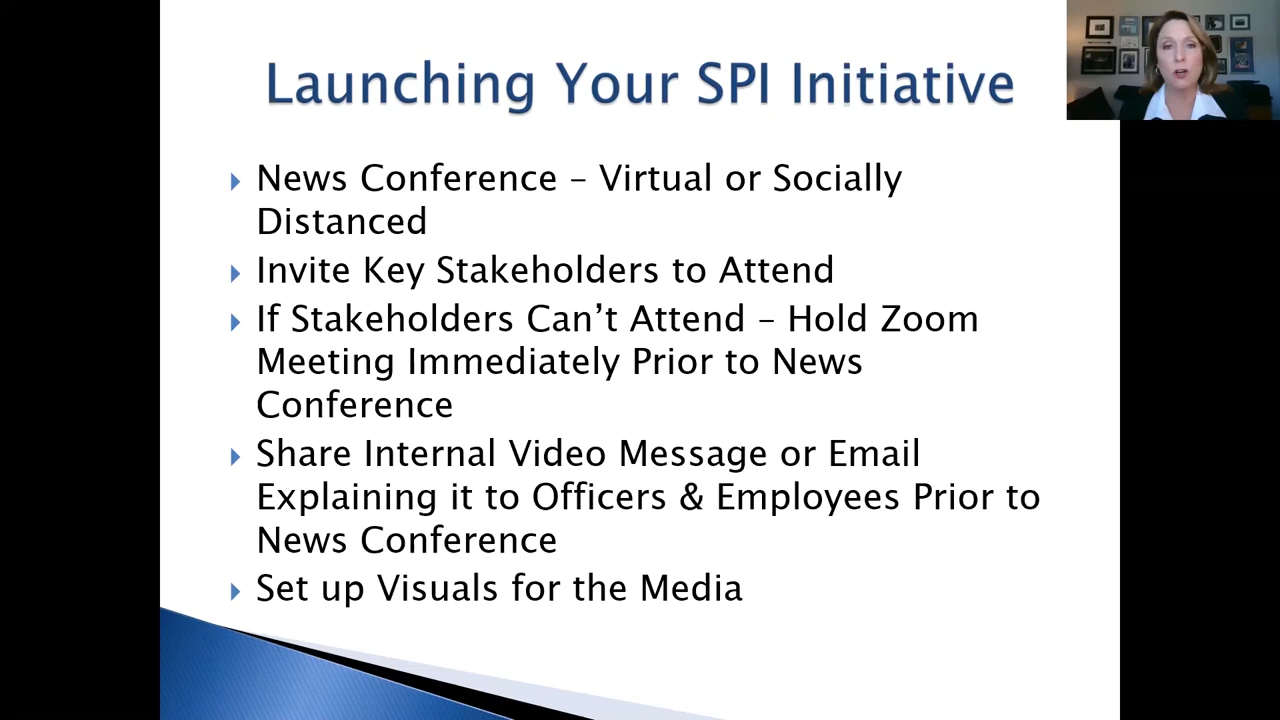 Launching Your SPI Initiative
News Conference – Virtual or Socially
Distanced
Invite Key Stakeholders to Attend
If Stakeholders Can’t Attend – Hold Zoom
Meeting Immediately Prior to News
Conference
Share Internal Video Message or Email
Explaining it to Officers & Employees Prior to
News Conference
Set up Visuals for the Media